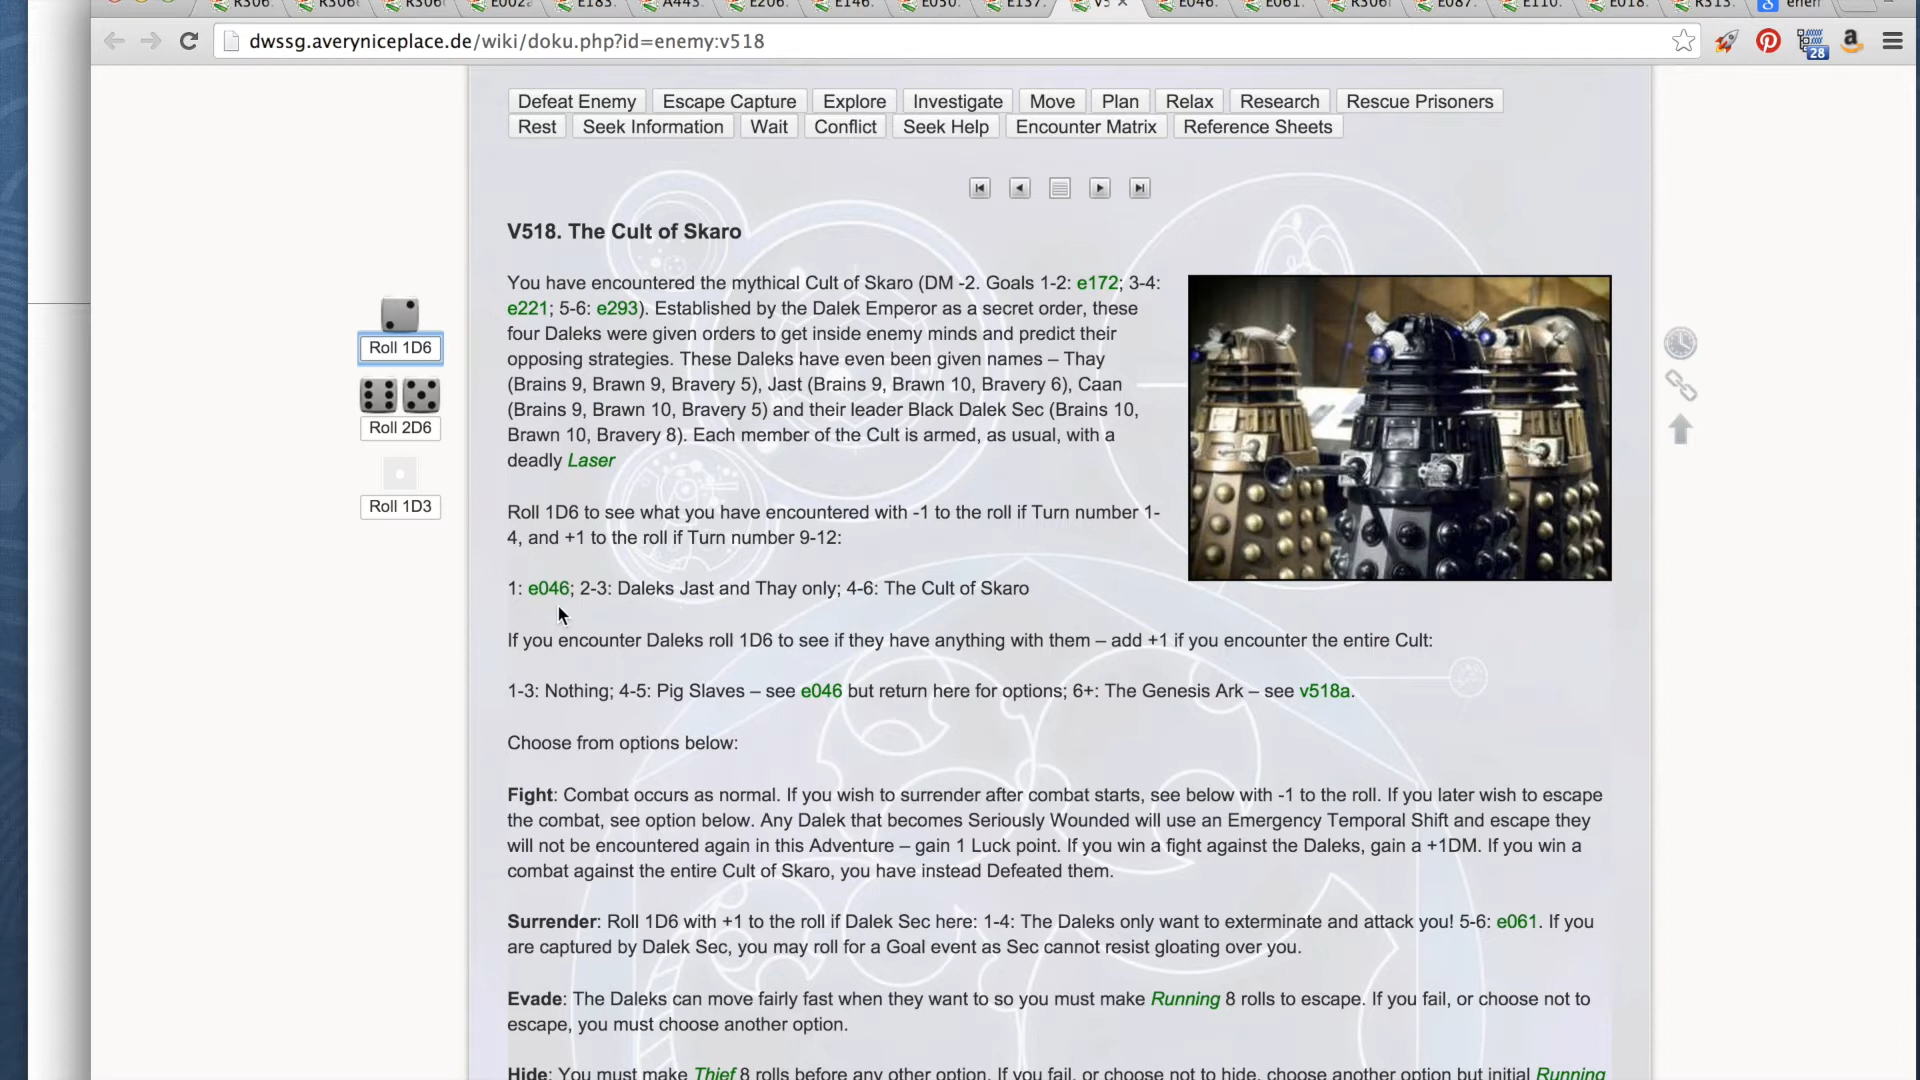 dwssg.averyniceplace.de/wiki/doku.php?id=enemy:v518
28
Defeat Enemy Escape Capture Explore Investigate Move Plan Relax Research Rescue Prisoners
Rest Seek Information Wait Conflict Seek Help Encounter Matrix Reference Sheets
V518. The Cult of Skaro
You have encountered the mythical Cult of Skaro (DM -2. Goals 1-2: e172; 3-4:
e221; 5-6: e293). Established by the Dalek Emperor as a secret order, these
four Daleks were given orders to get inside enemy minds and predict their
opposing strategies. These Daleks have even been given names – Thay
(Brains 9, Brawn 9, Bravery 5), Jast (Brains 9, Brawn 10, Bravery 6), Caan
(Brains 9, Brawn 10, Bravery 5) and their leader Black Dalek Sec (Brains 10,
Brawn 10, Bravery 8). Each member of the Cult is armed, as usual, with a
deadly Laser
Roll 1D6
Roll 2D6
Roll 1D3
Roll 1D6 to see what you have encountered with -1 to the roll if Turn number 1-
4, and +1 to the roll if Turn number 9-12:
1: e046; 2-3: Daleks Jast and Thay only; 4-6: The Cult of Skaro
If you encounter Daleks roll 1D6 to see if they have anything with them – add +1 if you encounter the entire Cult:
1-3: Nothing; 4-5: Pig Slaves – see e046 but return here for options; 6+: The Genesis Ark – see v518a.
Choose from options below:
Fight: Combat occurs as normal. If you wish to surrender after combat starts, see below with -1 to the roll. If you later wish to escape
the combat, see option below. Any Dalek that becomes Seriously Wounded will use an Emergency Temporal Shift and escape they
will not be encountered again in this Adventure – gain 1 Luck point. If you win a fight against the Daleks, gain a +1DM. If you win a
combat against the entire Cult of Skaro, you have instead Defeated them.
Surrender: Roll 1D6 with +1 to the roll if Dalek Sec here: 1-4: The Daleks only want to exterminate and attack you! 5-6: e061. If you
are captured by Dalek Sec, you may roll for a Goal event as Sec cannot resist gloating over you.
Evade: The Daleks can move fairly fast when they want to so you must make Running 8 rolls to escape. If you fail, or choose not to
escape, you must choose another option.
Hide: You must make Thief 8 rolls before any other option. If you fail, or choose not to hide, choose another option but initial Running